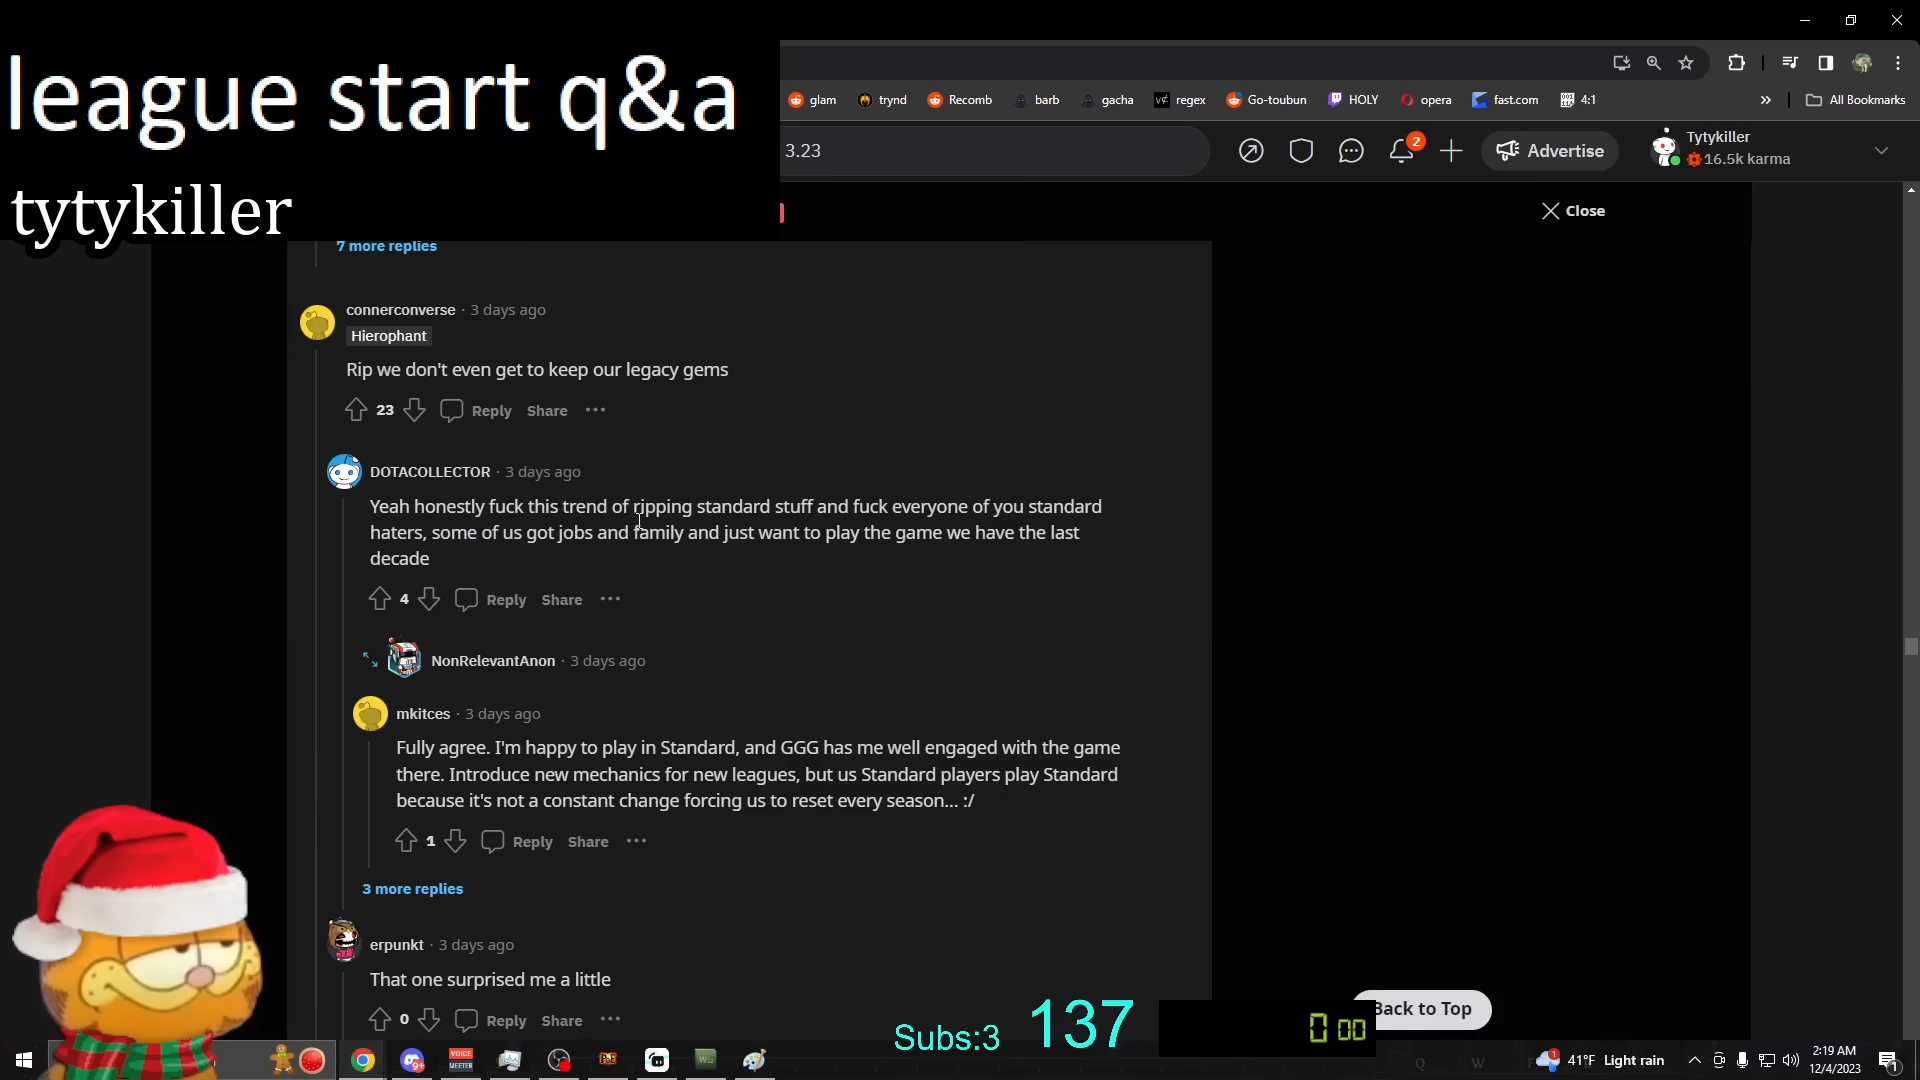 league start q&a
tytykiller
glam
trynd
Recomb
barb
gacha
regex
Go-toubun
HOLY
opera
fast.com
4:1
»
All Bookmarks
3.23
2
Advertise
Tytykiller
16.5k karma
Close
7 more replies
connerconverse · 3 days ago
Hierophant
Rip we don't even get to keep our legacy gems
23 Reply Share ···
DOTACOLLECTOR · 3 days ago
Yeah honestly fuck this trend of ripping standard stuff and fuck everyone of you standard
haters, some of us got jobs and family and just want to play the game we have the last
decade
4 Reply Share ···
NonRelevantAnon · 3 days ago
mkitces · 3 days ago
Fully agree. I'm happy to play in Standard, and GGG has me well engaged with the game
there. Introduce new mechanics for new leagues, but us Standard players play Standard
because it's not a constant change forcing us to reset every season... :/
1 Reply Share ···
3 more replies
erpunkt · 3 days ago
That one surprised me a little
0 Reply Share ···
Back to Top
Subs:3
137
0 00
VOICE
MEETER
41°F Light rain
2:19 AM
12/4/2023